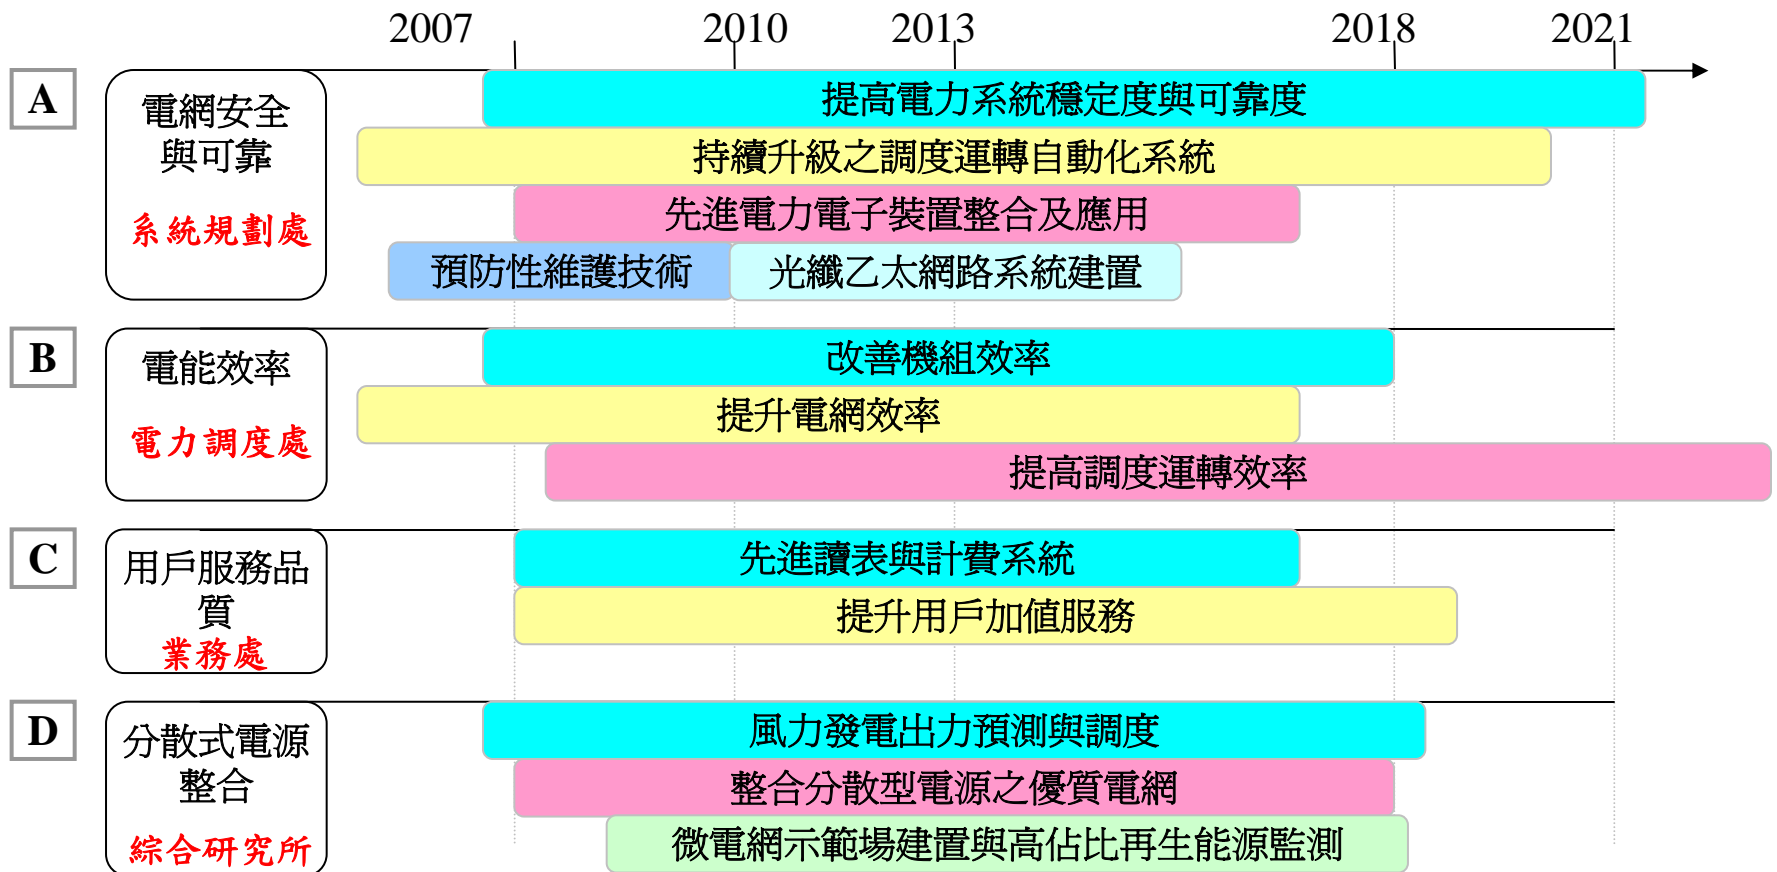 2007 2010 2013 2018 2021
A
電網安全
與可靠
系統規劃處
提高電力系統穩定度與可靠度
持續升級之調度運轉自動化系統
先進電力電子裝置整合及應用
預防性維護技術
光纖乙太網路系統建置
B
電能效率
電力調度處
改善機組效率
提升電網效率
提高調度運轉效率
C
用戶服務品
質
業務處
先進讀表與計費系統
提升用戶加值服務
D
分散式電源
整合
綜合研究所
風力發電出力預測與調度
整合分散型電源之優質電網
微電網示範場建置與高佔比再生能源監測